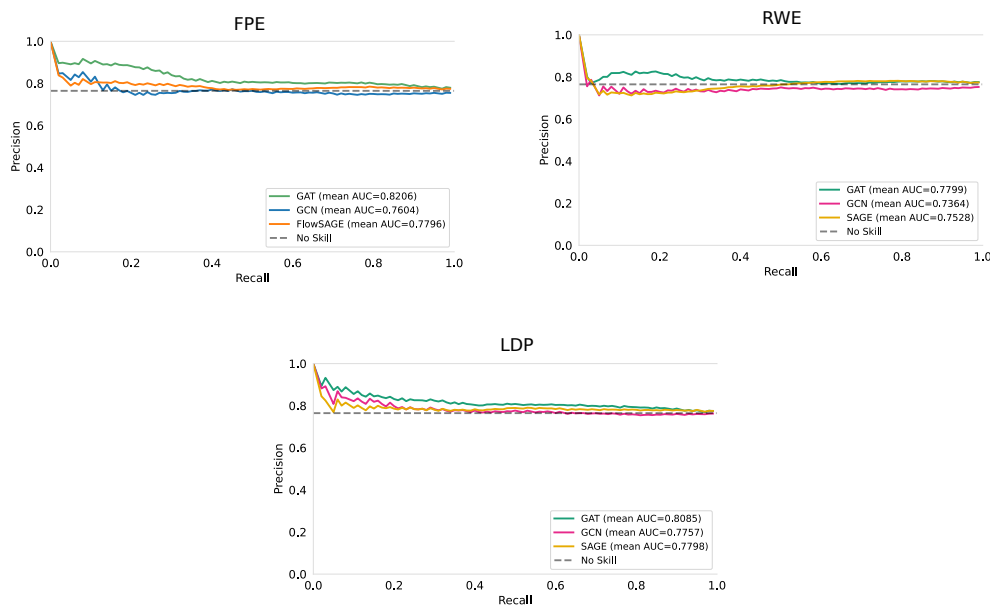 FPE
1.0
0.8
0.6
0.4
0.2
0.0
Precision
GAT (mean AUC=0.8206)
GCN (mean AUC=0.7604)
FlowSAGE (mean AUC=0.7796)
No Skill
0.0 0.2 0.4 0.6 0.8 1.0
Recall
RWE
1.0
0.8
0.6
0.4
0.2
0.0
Precision
GAT (mean AUC=0.7799)
GCN (mean AUC=0.7364)
SAGE (mean AUC=0.7528)
No Skill
0.0 0.2 0.4 0.6 0.8 1.0
Recall
LDP
1.0
0.8
0.6
0.4
0.2
0.0
Precision
GAT (mean AUC=0.8085)
GCN (mean AUC=0.7757)
SAGE (mean AUC=0.7798)
No Skill
0.0 0.2 0.4 0.6 0.8 1.0
Recall